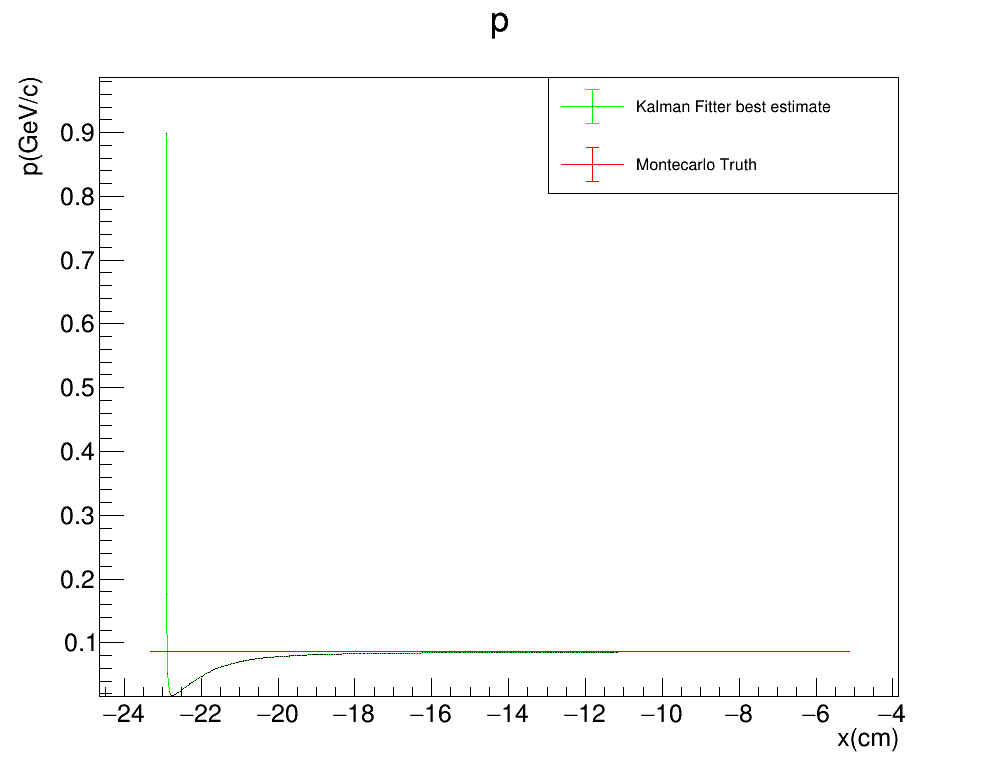 p
p(GeV/c)
0.9
0.8
0.7
0.6
0.5
0.4
0.3
0.2
0.1
Kalman Fitter best estimate
Montecarlo Truth
−24 −22 −20 −18 −16 −14 −12 −10 −8 −6 −4
x(cm)